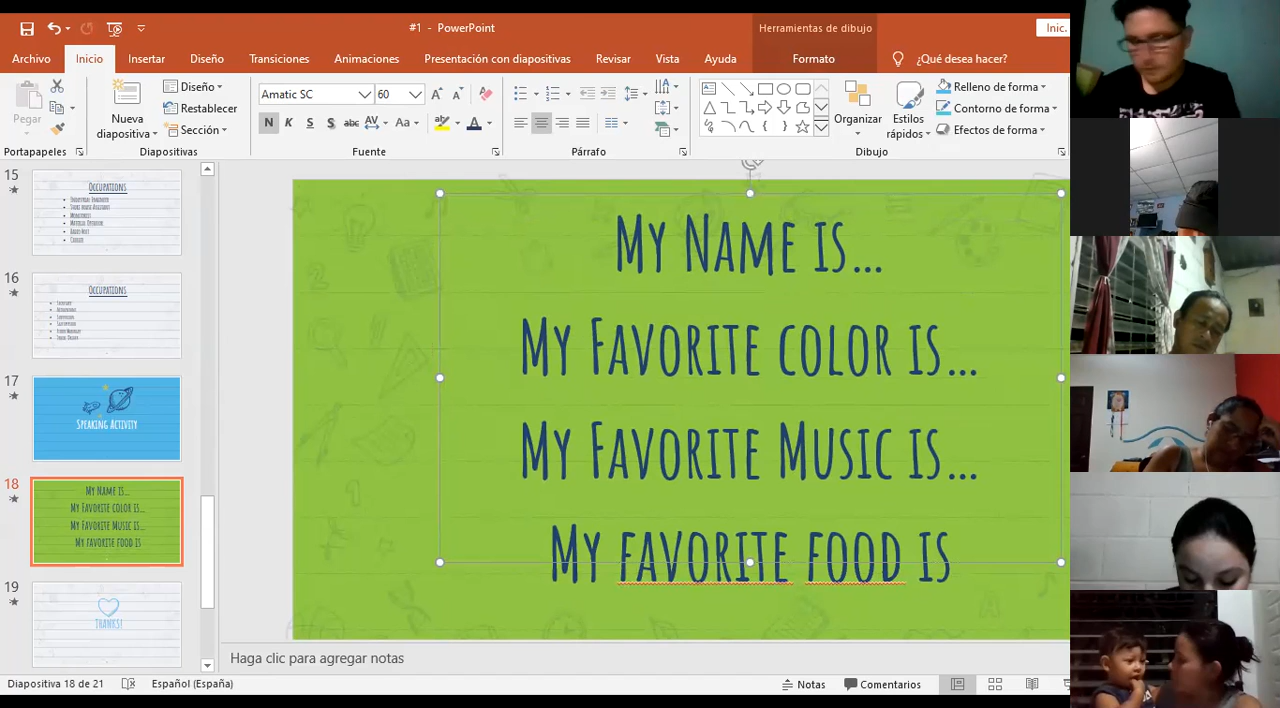 #1 - PowerPoint
Herramientas de dibujo
Inic.
Archivo
Inicio
Insertar
Diseño
Transiciones
Animaciones
Presentación con diapositivas
Revisar
Vista
Ayuda
Formato
¿Qué desea hacer?
Pegar
Nueva
diapositiva
Diseño
Restablecer
Sección
Amatic SC
60
N K S S abc AV Aa
Organizar
Estilos
rápidos
Relleno de forma
Contorno de forma
Efectos de forma
Portapapeles
Diapositivas
Fuente
Párrafo
Dibujo
15
Occupations
16
Occupations
17
Speaking Activity
18
My Name is...
My Favorite color is...
My Favorite Music is...
My favorite food is
19
Thanks!
My Name is...
My Favorite color is...
My Favorite Music is...
My favorite food is
Haga clic para agregar notas
Diapositiva 18 de 21
Español (España)
Notas
Comentarios